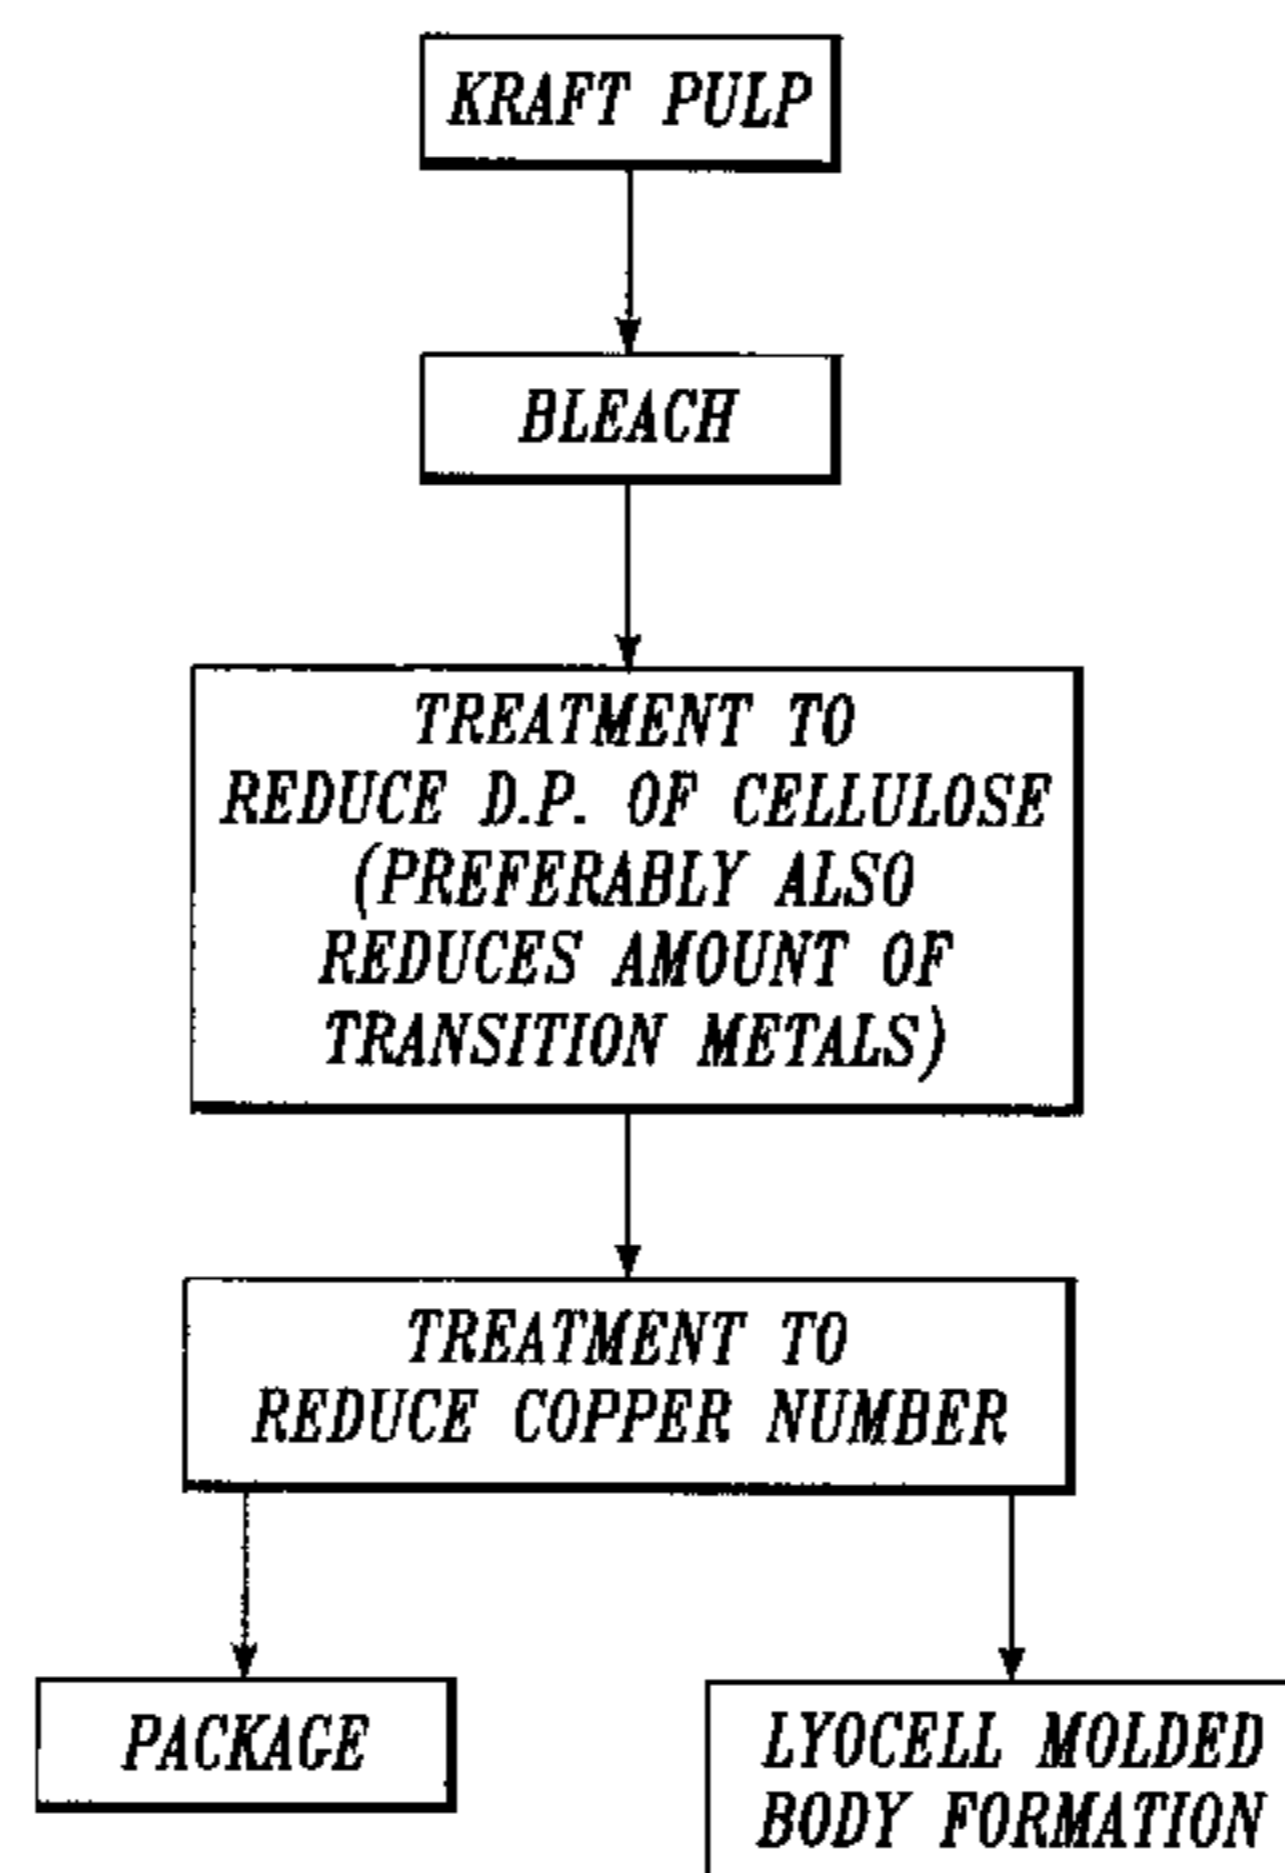 KRAFT PULP
BLEACH
TREATMENT TO
REDUCE D.P. OF CELLULOSE
(PREFERABLY ALSO
REDUCES AMOUNT OF
TRANSITION METALS)
TREATMENT TO
REDUCE COPPER NUMBER
PACKAGE
LYOCELL MOLDED
BODY FORMATION